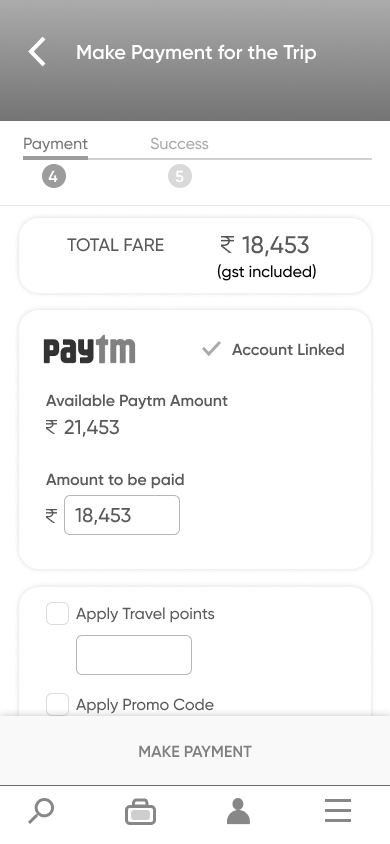 Make Payment for the Trip
Payment
Success
4
5
TOTAL FARE
₹ 18,453
(gst included)
paytm
Account Linked
Available Paytm Amount
₹ 21,453
Amount to be paid
₹ 18,453
Apply Travel points
Apply Promo Code
MAKE PAYMENT